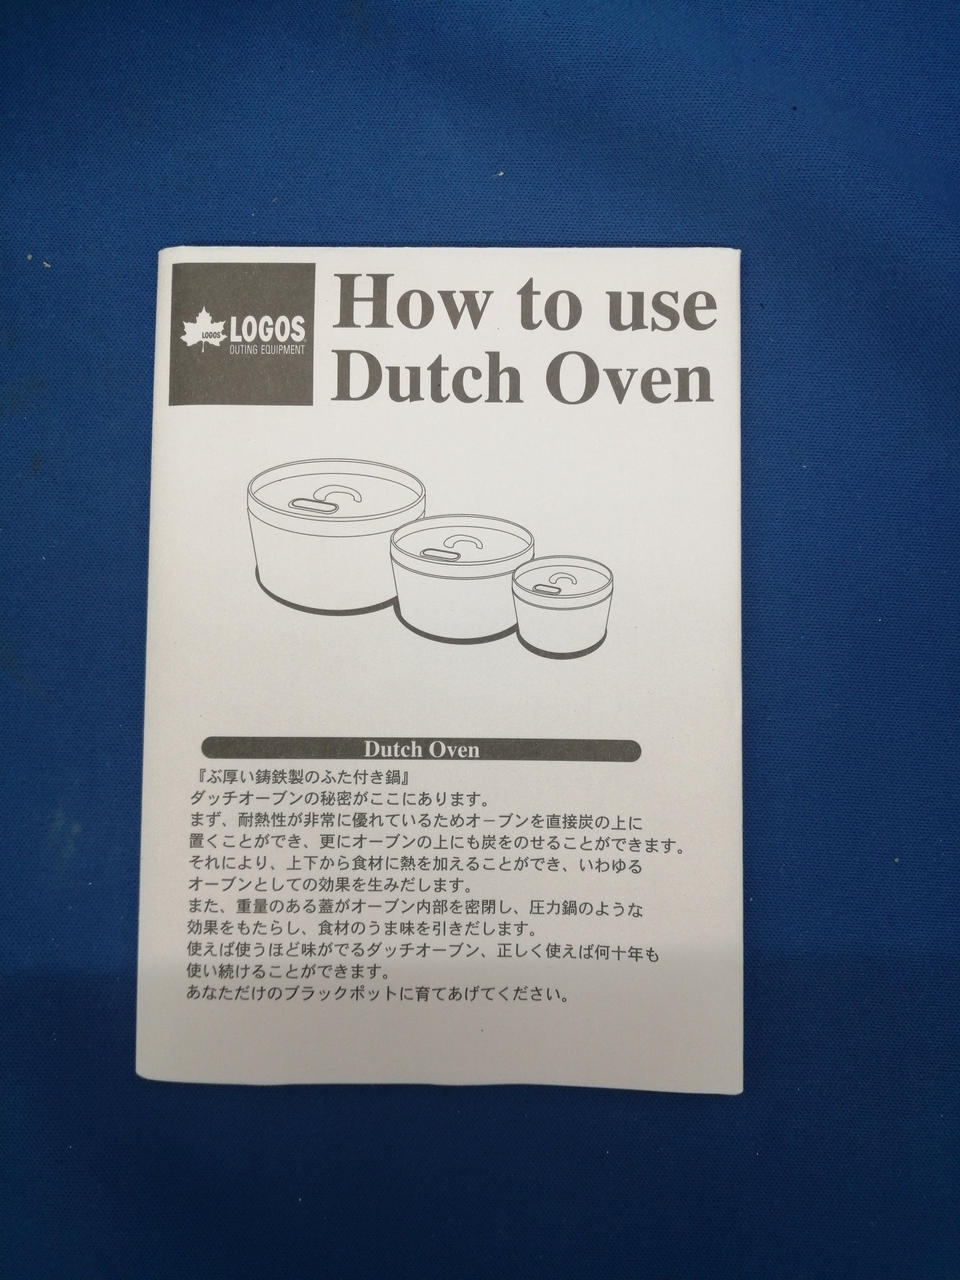 LOGOS
LOGOS
OUTING EQUIPMENT
How to use
Dutch Oven
Dutch Oven
『ぶ厚い鋳鉄製のふた付き鍋』
ダッチオーブンの秘密がここにあります。
まず、耐熱性が非常に優れているためオーブンを直接炭の上に
置くことができ、更にオーブンの上にも炭をのせることができます。
それにより、上下から食材に熱を加えることができ、いわゆる
オーブンとしての効果を生みだします。
また、重量のある蓋がオーブン内部を密閉し、圧力鍋のような
効果をもたらし、食材のうま味を引きだします。
使えば使うほど味がでるダッチオーブン、正しく使えば何十年も
使い続けることができます。
あなただけのブラックポットに育てあげてください。